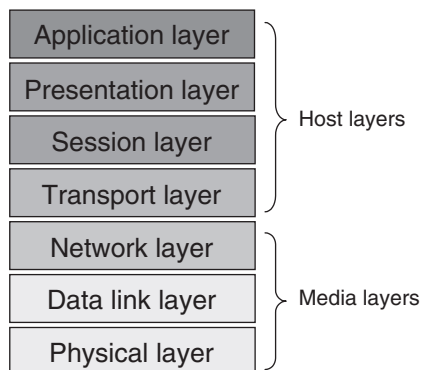 Application layer
Presentation layer
Session layer
Transport layer
Host layers
Network layer
Data link layer
Physical layer
Media layers